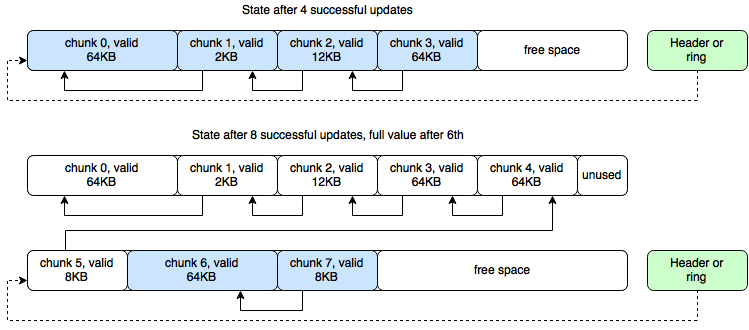 State after 4 successful updates
chunk 0, valid
64KB
chunk 1, valid
2KB
chunk 2, valid
12KB
chunk 3, valid
64KB
free space
Header or
ring
State after 8 successful updates, full value after 6th
chunk 0, valid
64KB
chunk 1, valid
2KB
chunk 2, valid
12KB
chunk 3, valid
64KB
chunk 4, valid
64KB
unused
chunk 5, valid
8KB
chunk 6, valid
64KB
chunk 7, valid
8KB
free space
Header or
ring